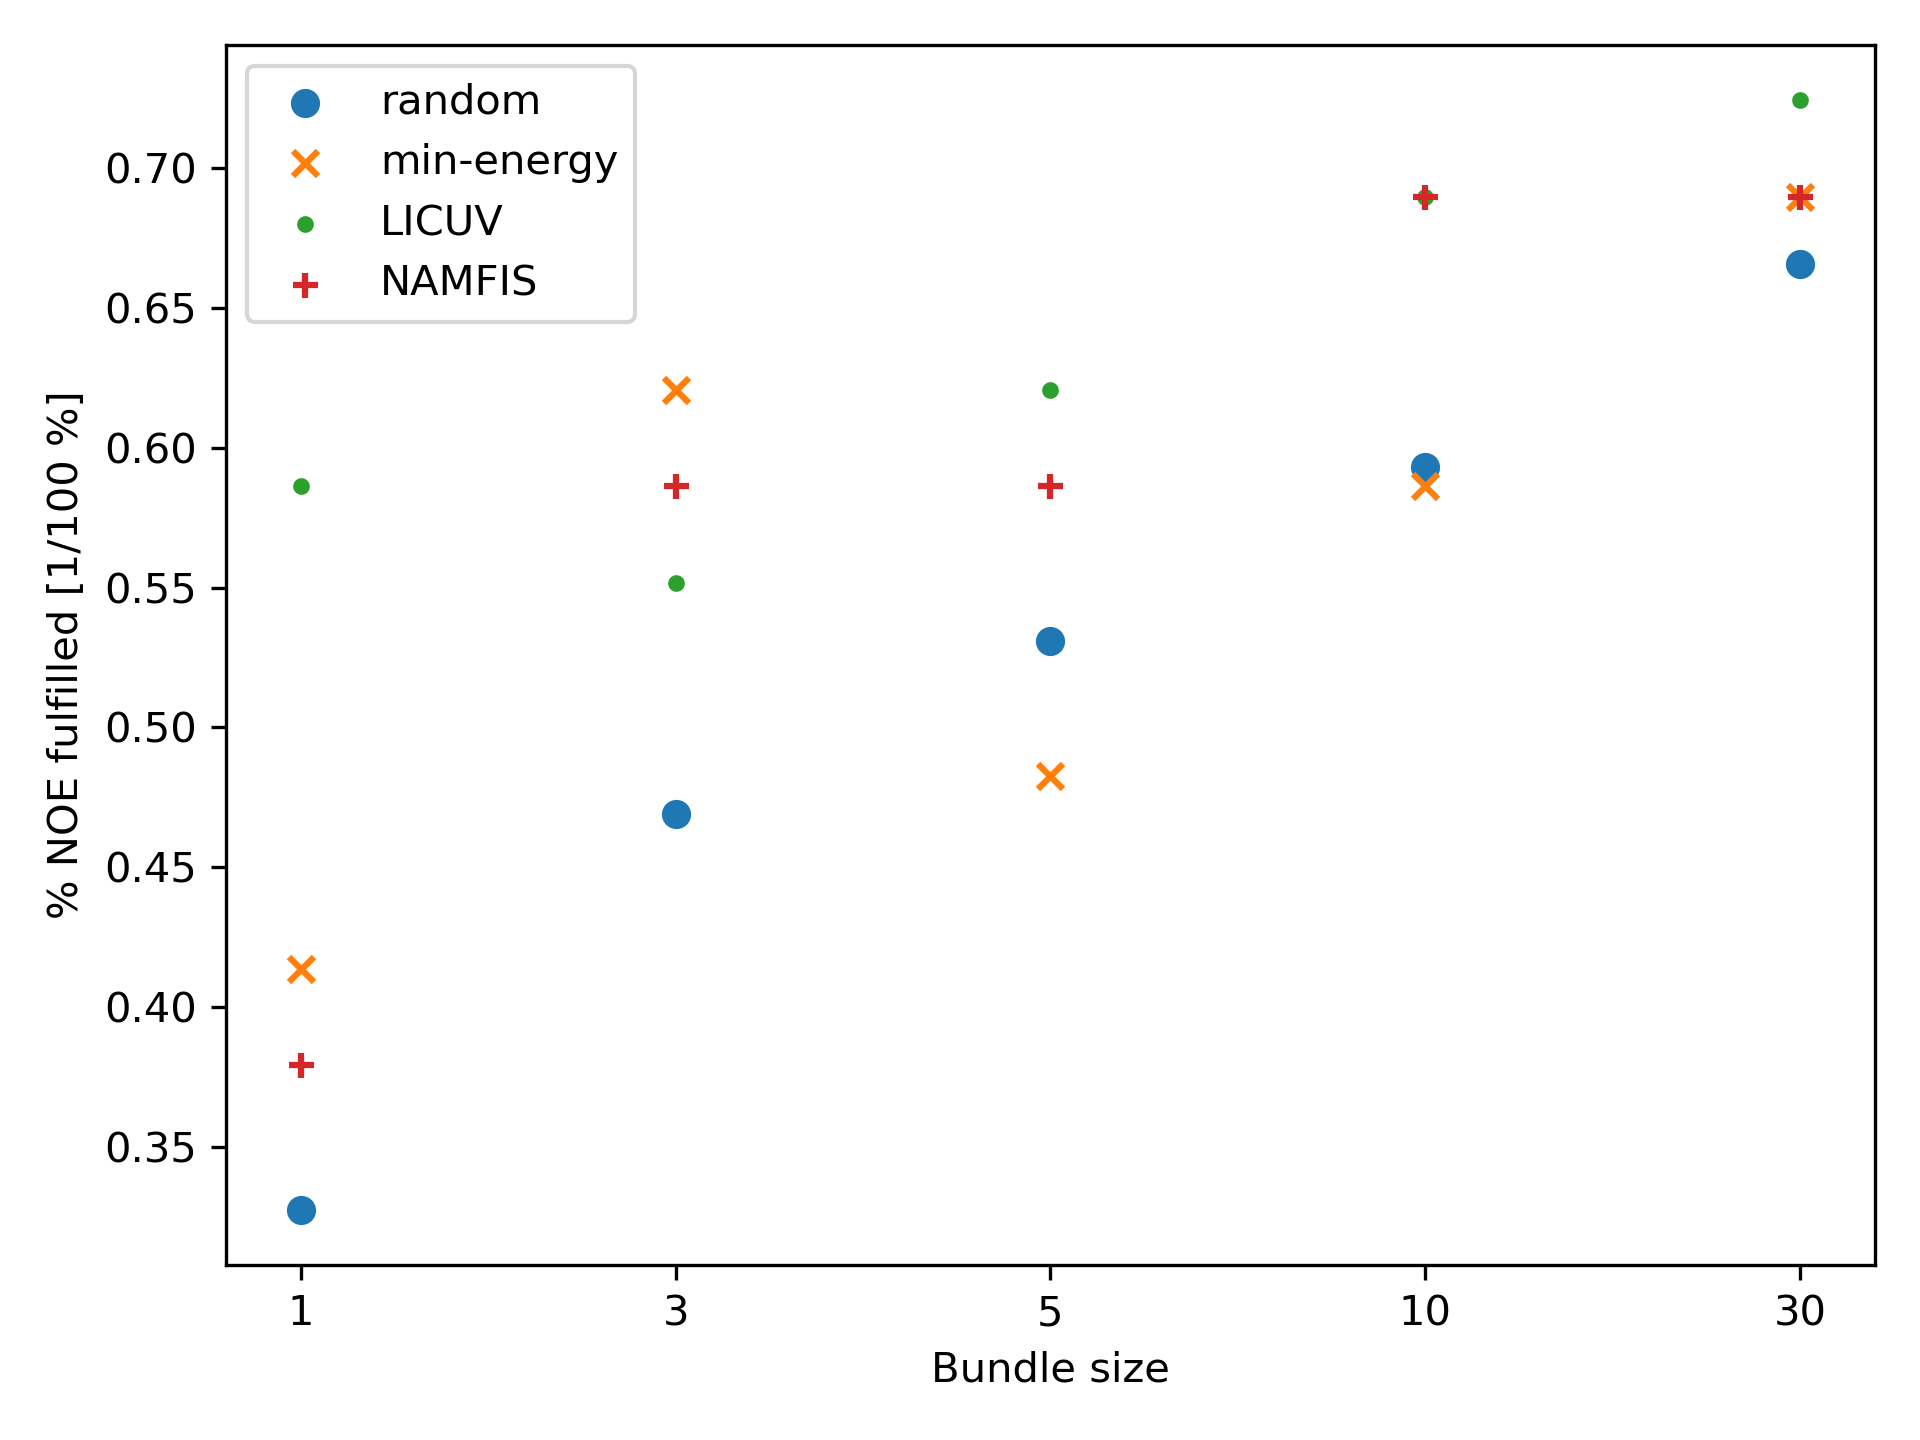 random
min-energy
LICUV
NAMFIS
0.70
0.65
0.60
0.55
0.50
0.45
0.40
0.35
% NOE fulfilled [1/100 %]
1 3 5 10 30
Bundle size